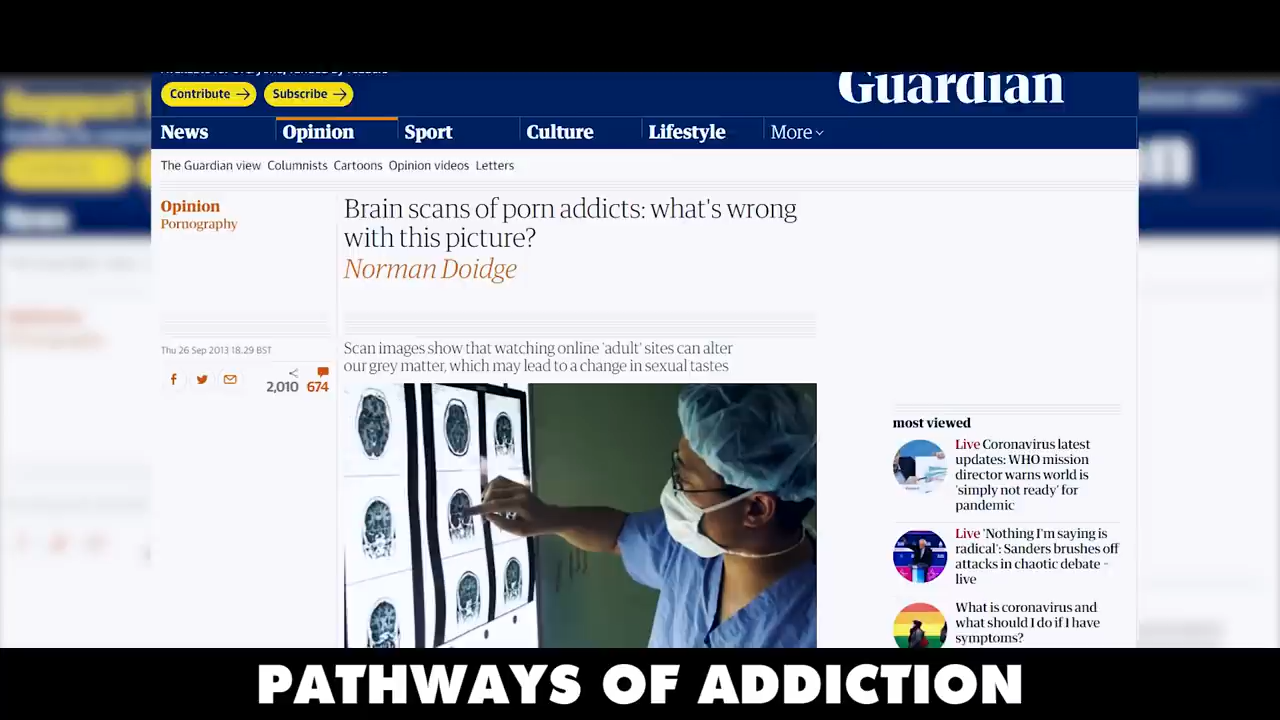 Contribute →
Subscribe →
Guardian
News
Opinion
Sport
Culture
Lifestyle
More
The Guardian view Columnists Cartoons Opinion videos Letters
Opinion
Pornography
Brain scans of porn addicts: what's wrong
with this picture?
Norman Doidge
Thu 26 Sep 2013 18.29 BST
2,010 674
Scan images show that watching online 'adult' sites can alter
our grey matter, which may lead to a change in sexual tastes
most viewed
Live Coronavirus latest
updates: WHO mission
director warns world is
'simply not ready' for
pandemic
Live 'Nothing I'm saying is
radical': Sanders brushes off
attacks in chaotic debate –
live
What is coronavirus and
what should I do if I have
symptoms?
PATHWAYS OF ADDICTION